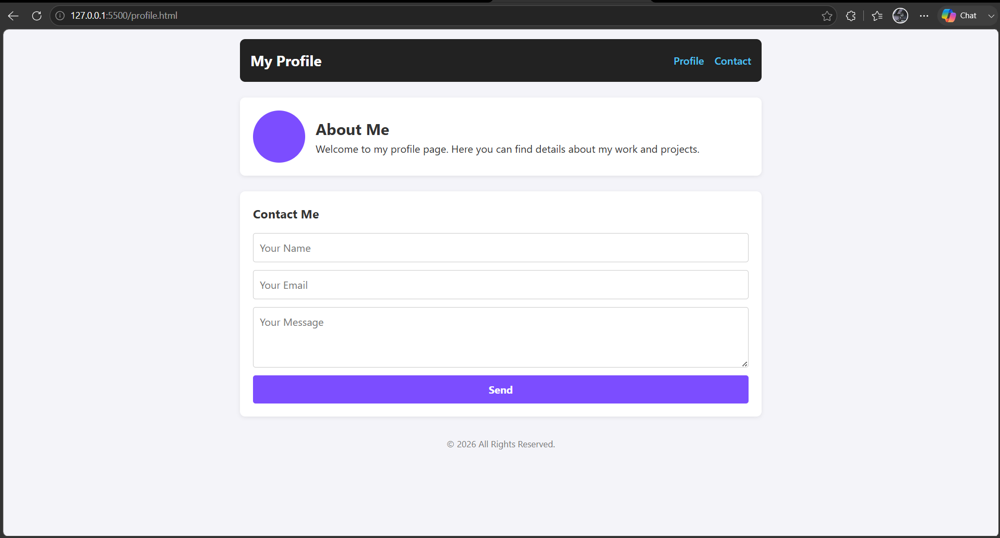 127.0.0.1:5500/profile.html
Chat
My Profile
Profile Contact
About Me
Welcome to my profile page. Here you can find details about my work and projects.
Contact Me
Your Name
Your Email
Your Message
Send
© 2026 All Rights Reserved.